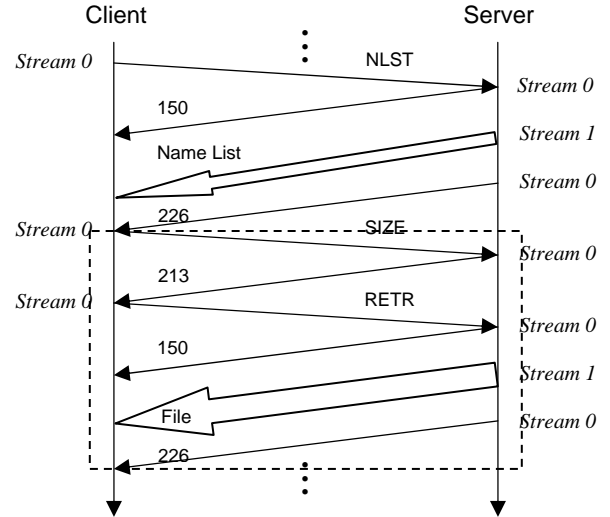 Client
Server
Stream 0
NLST
Stream 0
150
Stream 1
Name List
Stream 0
226
Stream 0
SIZE
Stream 0
213
Stream 0
RETR
Stream 0
150
Stream 1
File
Stream 0
226